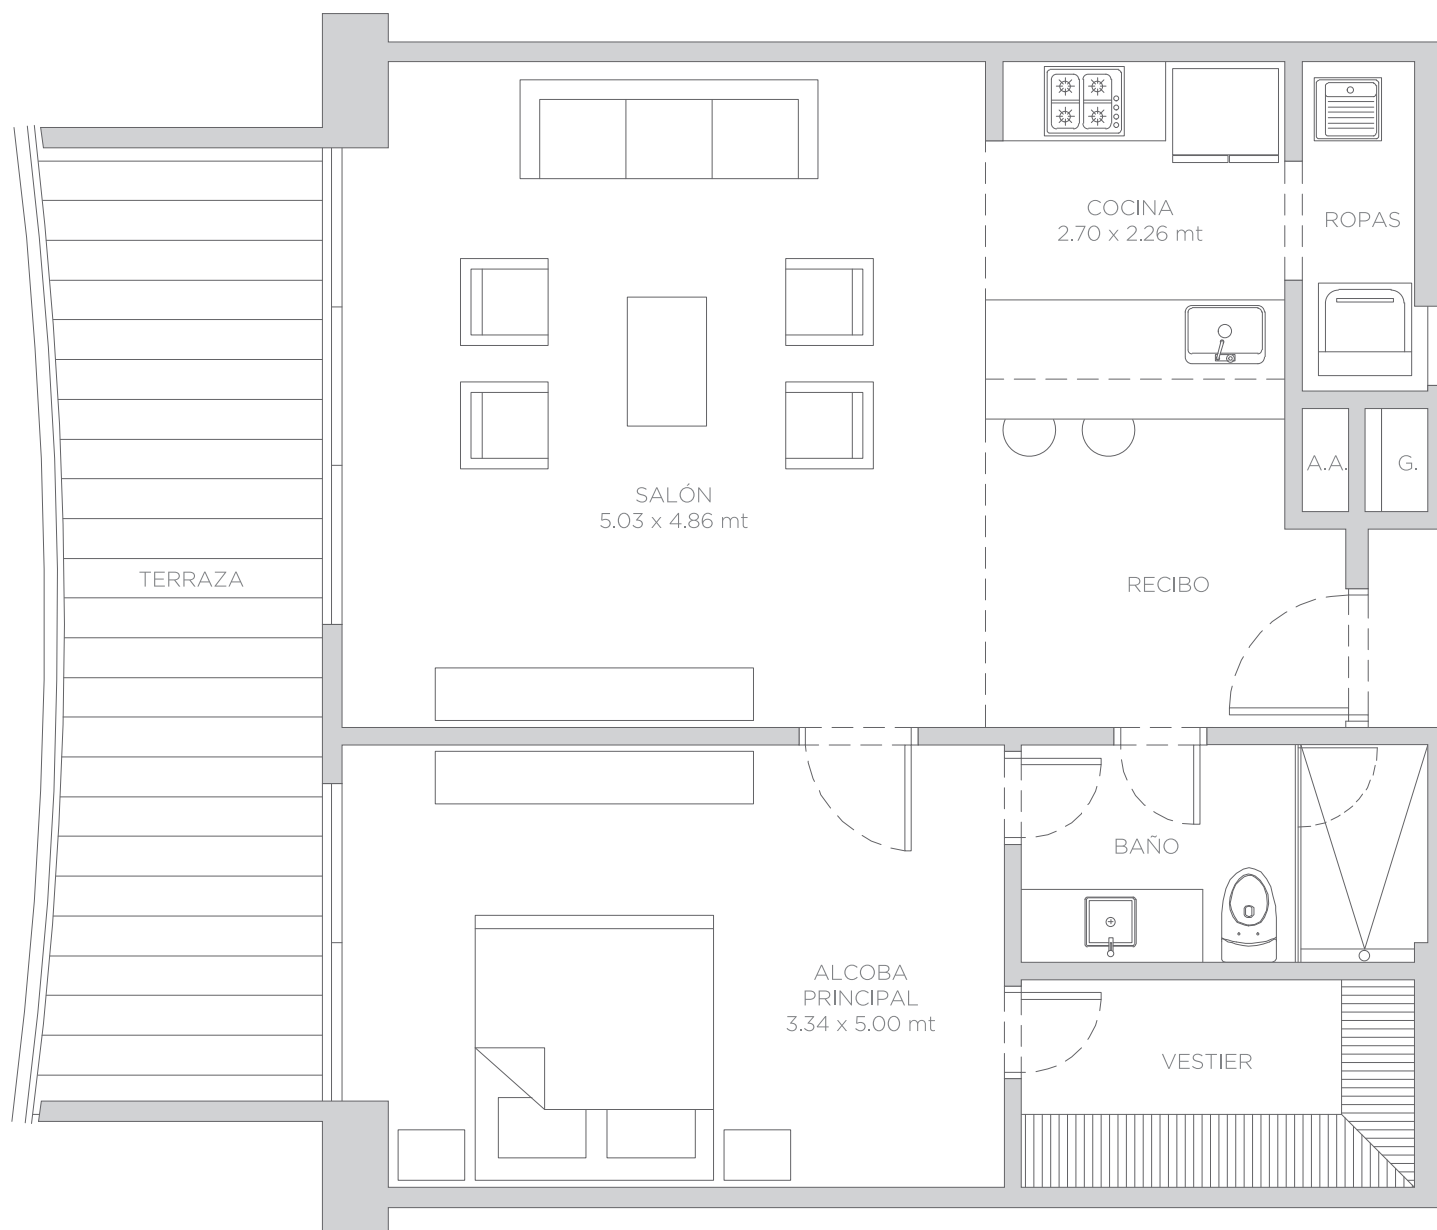 COCINA
2.70 x 2.26 mt
ROPAS
A.A.
G.
SALÓN
5.03 x 4.86 mt
TERRAZA
RECIBO
BAÑO
ALCOBA
PRINCIPAL
3.34 x 5.00 mt
VESTIER